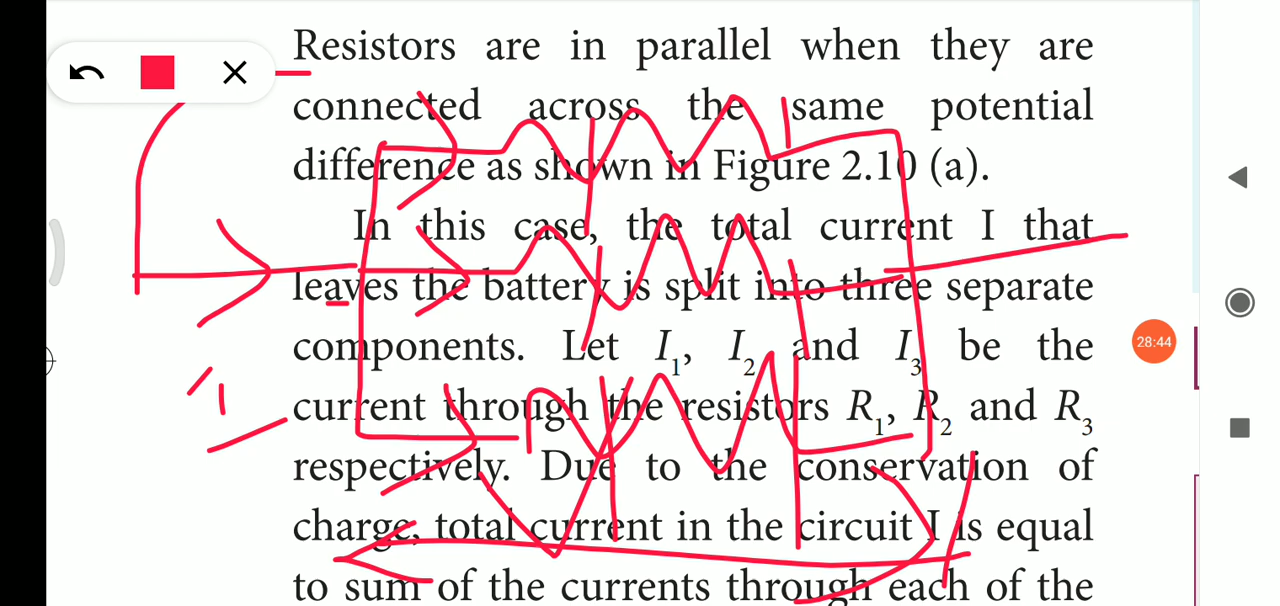 Resistors are in parallel when they are
connected across the same potential
difference as shown in Figure 2.10 (a).
In this case, the total current I that
leaves the battery is split into three separate
28:44
components. Let I₁, I₂ and I₃ be the
current through the resistors R₁, R₂ and R₃
respectively. Due to the conservation of
charge, total current in the circuit I is equal
to sum of the currents through each of the